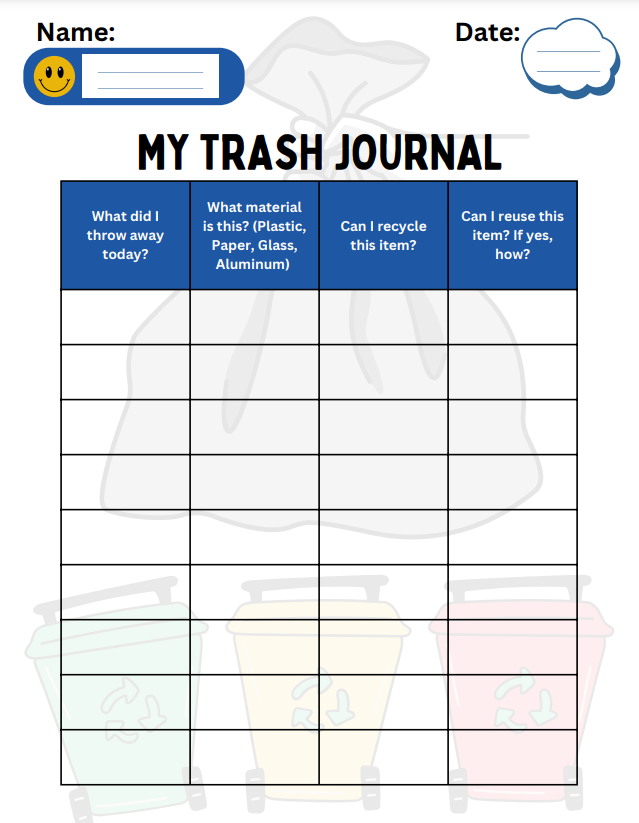 Name:
Date:
MY TRASH JOURNAL
What did I
throw away
today?
What material
is this? (Plastic,
Paper, Glass,
Aluminum)
Can I recycle
this item?
Can I reuse this
item? If yes,
how?